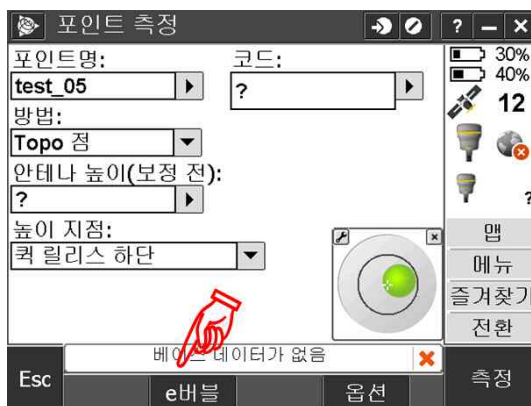 포인트 측정
? — ×
포인트명:
코드:
30%
40%
test_05
?
12
방법:
Topo 점
안테나 높이(보정 전):
?
?
높이 지점:
퀵 릴리스 하단
맵
메뉴
즐겨찾기
전환
베이스 데이터가 없음
Esc
e버블
옵션
측정